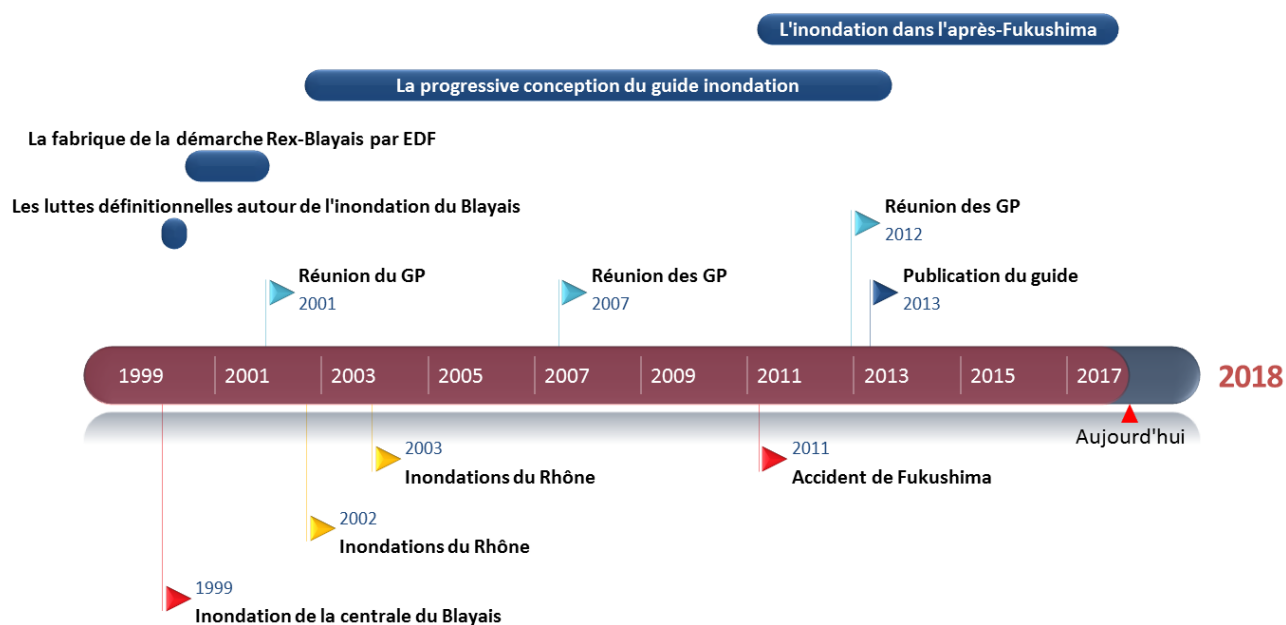 L'inondation dans l'après-Fukushima
La progressive conception du guide inondation
La fabrique de la démarche Rex-Blayais par EDF
Les luttes définitionnelles autour de l'inondation du Blayais
Réunion des GP
2012
Réunion du GP
2001
Réunion des GP
2007
Publication du guide
2013
1999 2001 2003 2005 2007 2009 2011 2013 2015 2017 2018
Aujourd'hui
2003
Inondations du Rhône
2011
Accident de Fukushima
2002
Inondations du Rhône
1999
Inondation de la centrale du Blayais